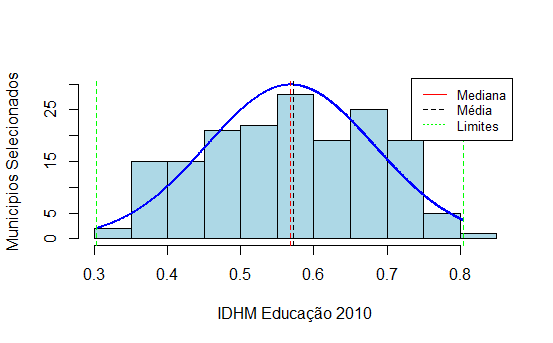 Municípios Selecionados
25
15
5
0
Mediana
Média
Limites
0.3 0.4 0.5 0.6 0.7 0.8
IDHM Educação 2010